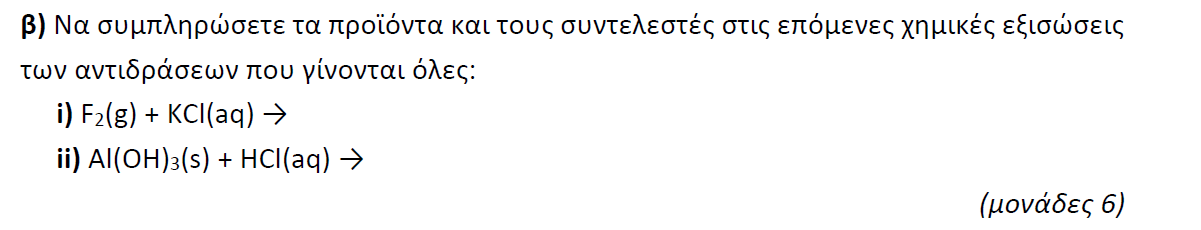 β) Να συμπληρώσετε τα προϊόντα και τους συντελεστές στις επόμενες χημικές εξισώσεις
των αντιδράσεων που γίνονται όλες:
i) F₂(g) + KCl(aq) →
ii) Al(OH)₃(s) + HCl(aq) →
(μονάδες 6)